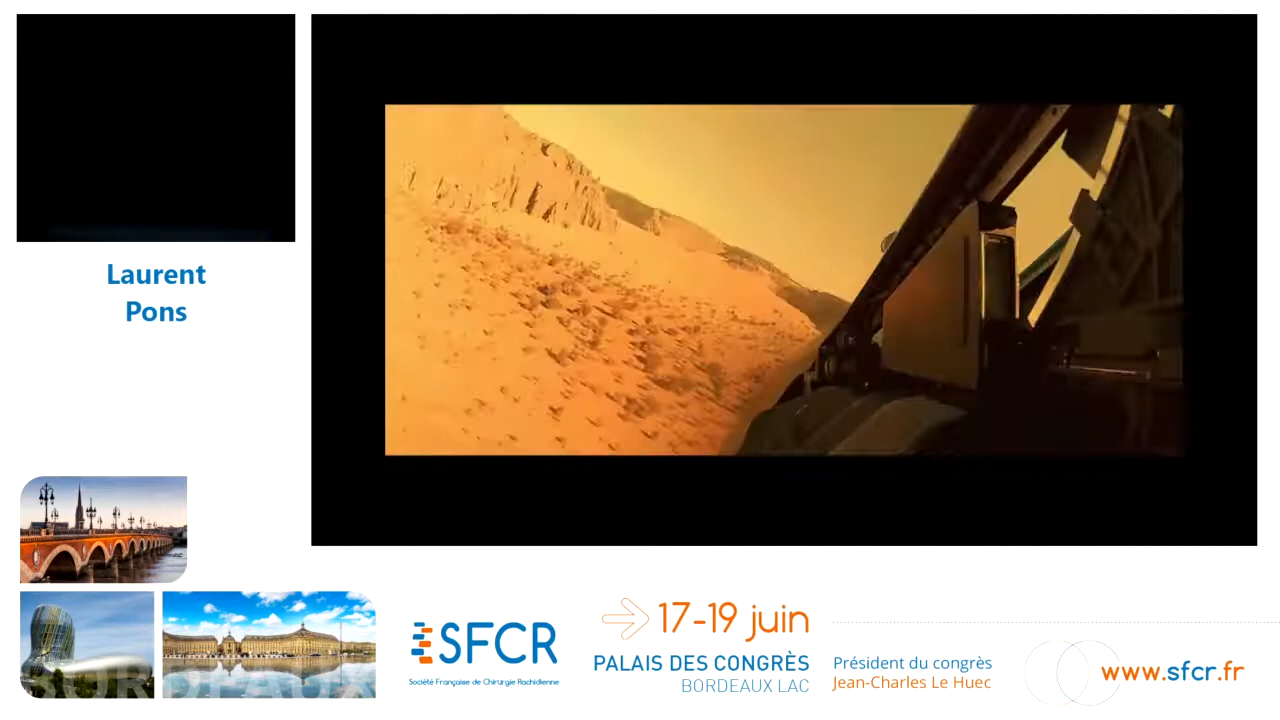 Laurent
Pons
BORDEAUX
SFCR
Société Française de Chirurgie Rachidienne
17-19 juin
PALAIS DES CONGRÈS
BORDEAUX LAC
Président du congrès
Jean-Charles Le Huec
www.sfcr.fr